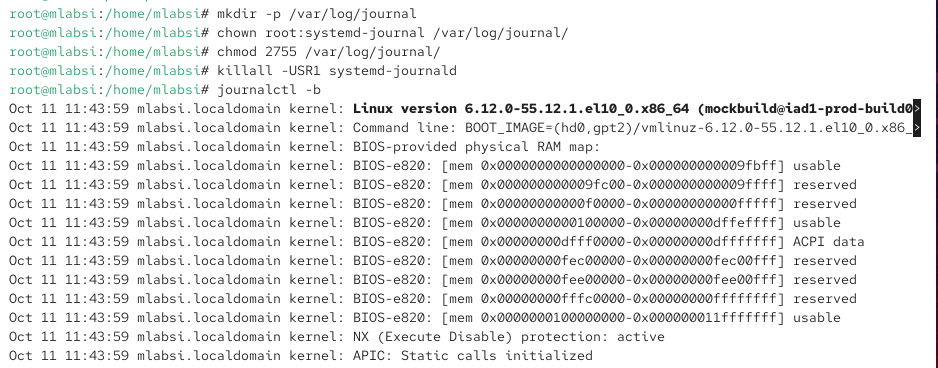 root@mlabsi:/home/mlabsi# mkdir -p /var/log/journal
root@mlabsi:/home/mlabsi# chown root:systemd-journal /var/log/journal/
root@mlabsi:/home/mlabsi# chmod 2755 /var/log/journal/
root@mlabsi:/home/mlabsi# killall -USR1 systemd-journald
root@mlabsi:/home/mlabsi# journalctl -b
Oct 11 11:43:59 mlabsi.localdomain kernel: Linux version 6.12.0-55.12.1.el10_0.x86_64 (mockbuild@iad1-prod-build0>
Oct 11 11:43:59 mlabsi.localdomain kernel: Command line: BOOT_IMAGE=(hd0,gpt2)/vmlinuz-6.12.0-55.12.1.el10_0.x86_>
Oct 11 11:43:59 mlabsi.localdomain kernel: BIOS-provided physical RAM map:
Oct 11 11:43:59 mlabsi.localdomain kernel: BIOS-e820: [mem 0x0000000000000000-0x000000000009fbff] usable
Oct 11 11:43:59 mlabsi.localdomain kernel: BIOS-e820: [mem 0x000000000009fc00-0x000000000009ffff] reserved
Oct 11 11:43:59 mlabsi.localdomain kernel: BIOS-e820: [mem 0x00000000000f0000-0x00000000000fffff] reserved
Oct 11 11:43:59 mlabsi.localdomain kernel: BIOS-e820: [mem 0x0000000000100000-0x00000000dffeffff] usable
Oct 11 11:43:59 mlabsi.localdomain kernel: BIOS-e820: [mem 0x00000000dfff0000-0x00000000dfffffff] ACPI data
Oct 11 11:43:59 mlabsi.localdomain kernel: BIOS-e820: [mem 0x00000000fec00000-0x00000000fec00fff] reserved
Oct 11 11:43:59 mlabsi.localdomain kernel: BIOS-e820: [mem 0x00000000fee00000-0x00000000fee00fff] reserved
Oct 11 11:43:59 mlabsi.localdomain kernel: BIOS-e820: [mem 0x00000000fffc0000-0x00000000ffffffff] reserved
Oct 11 11:43:59 mlabsi.localdomain kernel: BIOS-e820: [mem 0x0000000100000000-0x000000011fffffff] usable
Oct 11 11:43:59 mlabsi.localdomain kernel: NX (Execute Disable) protection: active
Oct 11 11:43:59 mlabsi.localdomain kernel: APIC: Static calls initialized